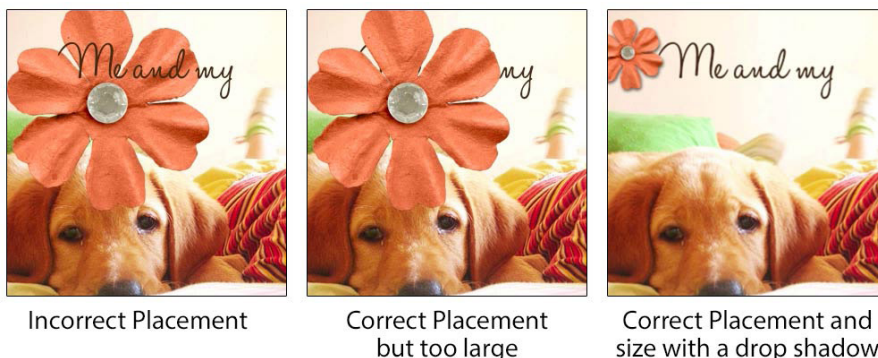 Me and my
ny
Me and my
Incorrect Placement
Correct Placement
but too large
Correct Placement and
size with a drop shadow